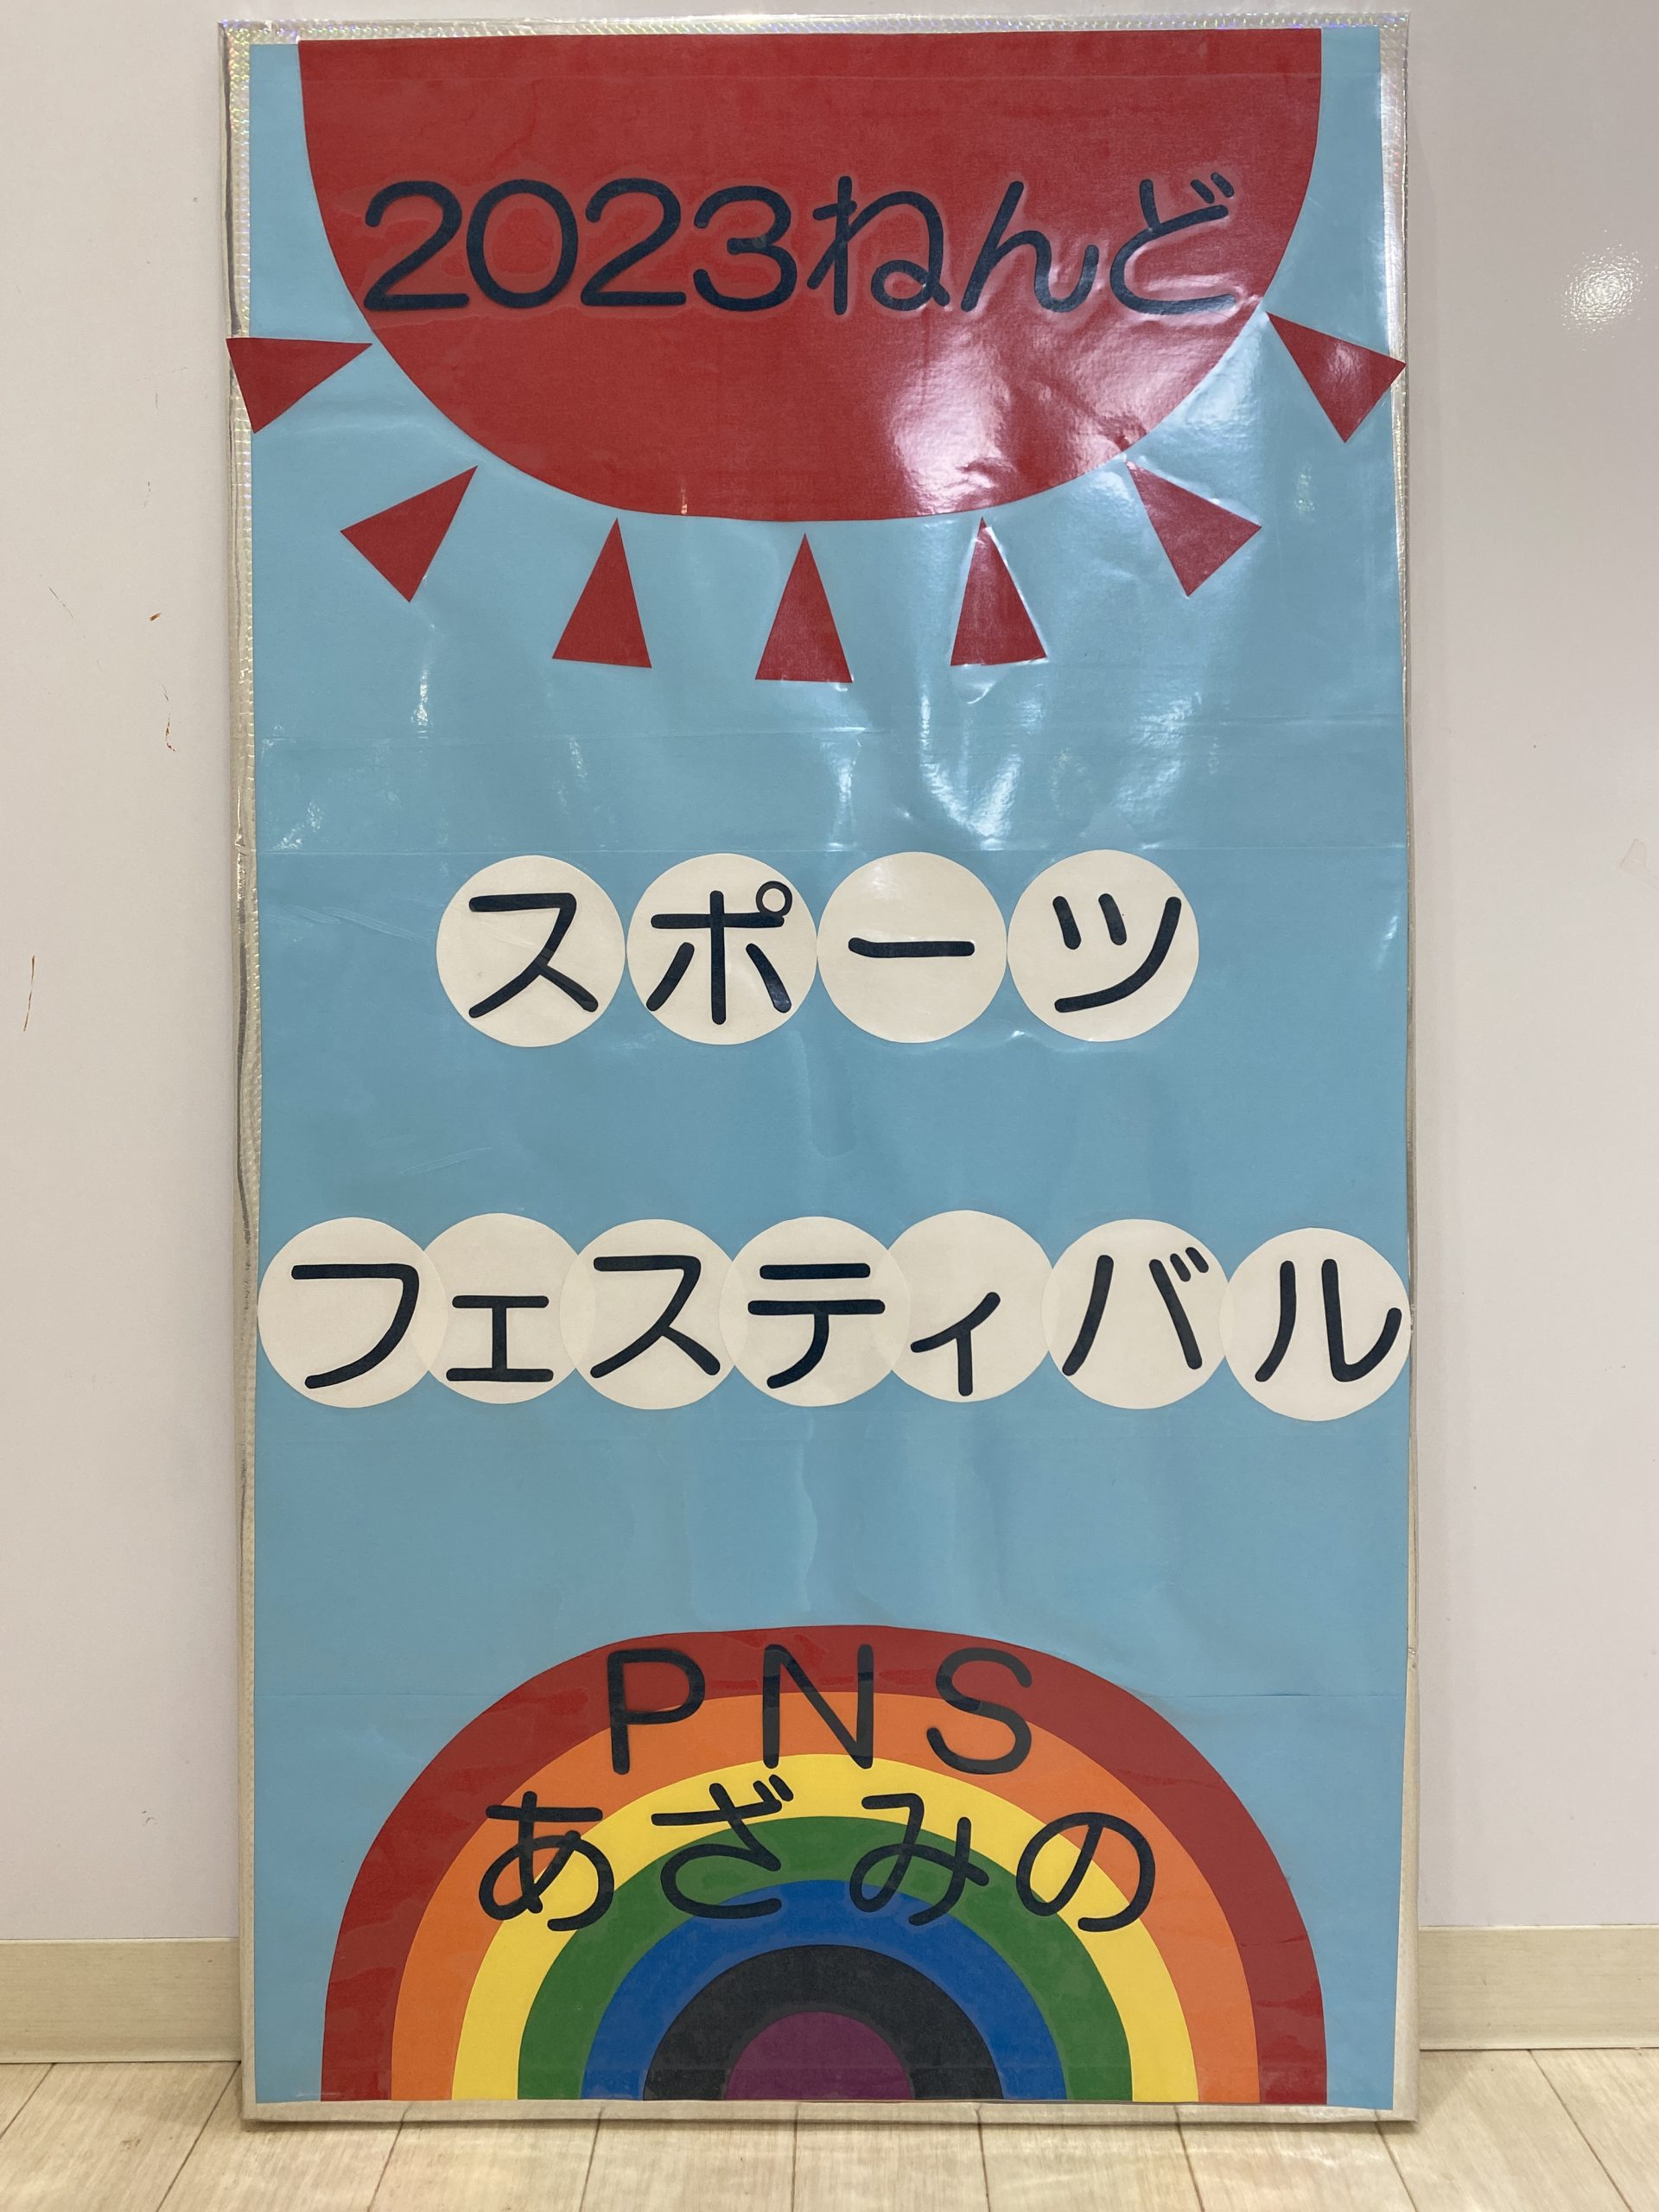 2023ねんど
スポーツ
フェスティバル
PNS
あざみの